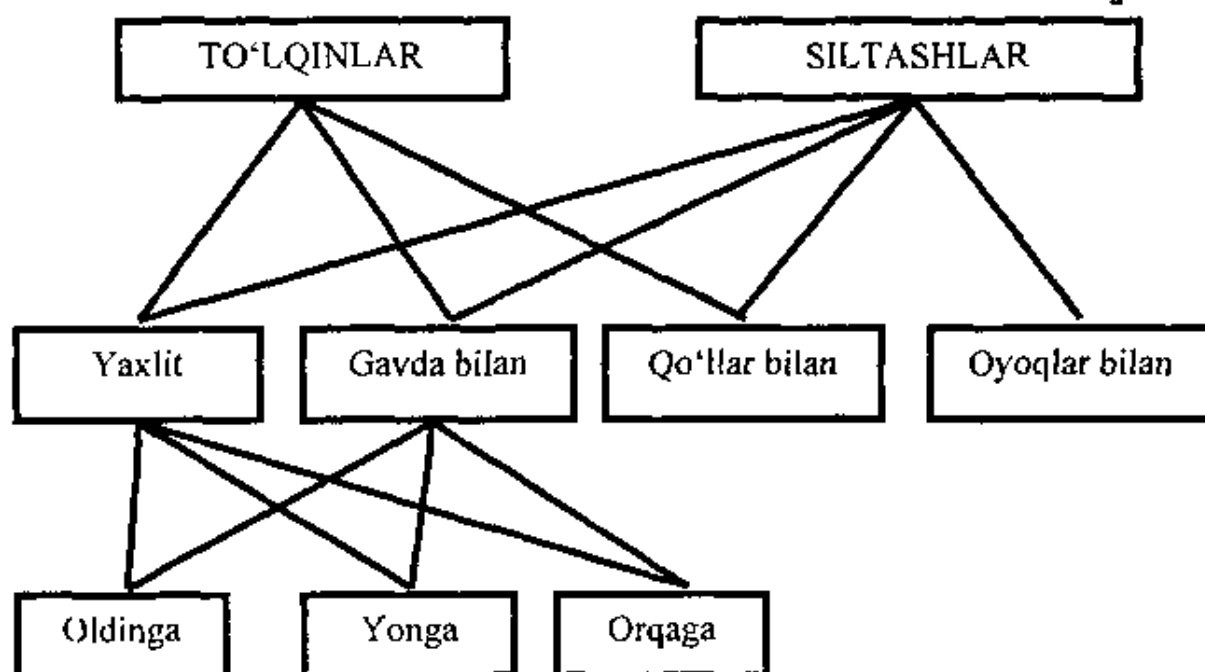 TO‘LQINLAR SILTASHLAR
Yaxlit Gavda bilan Qo‘llar bilan Oyoqlar bilan
Oldinga Yonga Orqaga